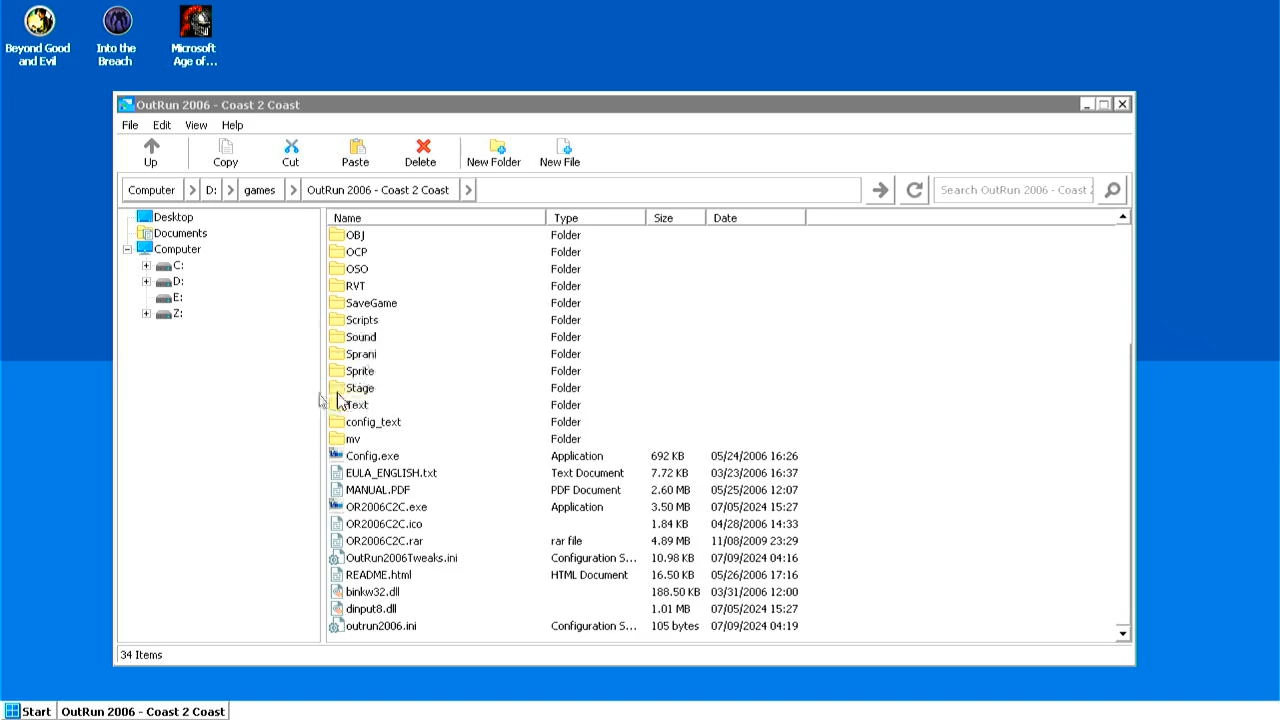 Beyond Good and Evil
Into the Breach
Microsoft Age of...
OutRun 2006 - Coast 2 Coast
File Edit View Help
Up Copy Cut Paste Delete New Folder New File
Computer D: games OutRun 2006 - Coast 2 Coast Search OutRun 2006 - Coast 2
Desktop
Documents
Computer
C:
D:
E:
Z:
Name Type Size Date
OBJ Folder
OCP Folder
OSO Folder
RVT Folder
SaveGame Folder
Scripts Folder
Sound Folder
Sprani Folder
Sprite Folder
Stage Folder
Text Folder
config_text Folder
mv Folder
Config.exe Application 692 KB 05/24/2006 16:26
EULA_ENGLISH.txt Text Document 7.72 KB 03/23/2006 16:37
MANUAL.PDF PDF Document 2.60 MB 05/25/2006 12:07
OR2006C2C.exe Application 3.50 MB 07/05/2024 15:27
OR2006C2C.ico 1.84 KB 04/28/2006 14:33
OR2006C2C.rar rar file 4.89 MB 11/08/2009 23:29
OutRun2006Tweaks.ini Configuration S... 10.98 KB 07/09/2024 04:16
README.html HTML Document 16.50 KB 05/26/2006 17:16
binkw32.dll 188.50 KB 03/31/2006 12:00
dinput8.dll 1.01 MB 07/05/2024 15:27
outrun2006.ini Configuration S... 105 bytes 07/09/2024 04:19
34 Items
Start OutRun 2006 - Coast 2 Coast